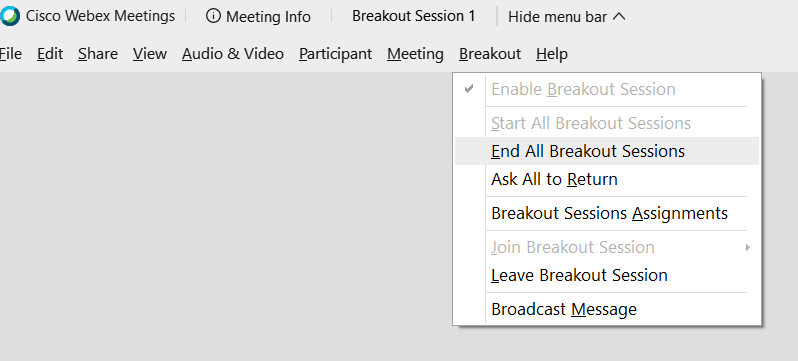 Cisco Webex Meetings Meeting Info Breakout Session 1 Hide menu bar
File Edit Share View Audio & Video Participant Meeting Breakout Help
Enable Breakout Session
Start All Breakout Sessions
End All Breakout Sessions
Ask All to Return
Breakout Sessions Assignments
Join Breakout Session
Leave Breakout Session
Broadcast Message